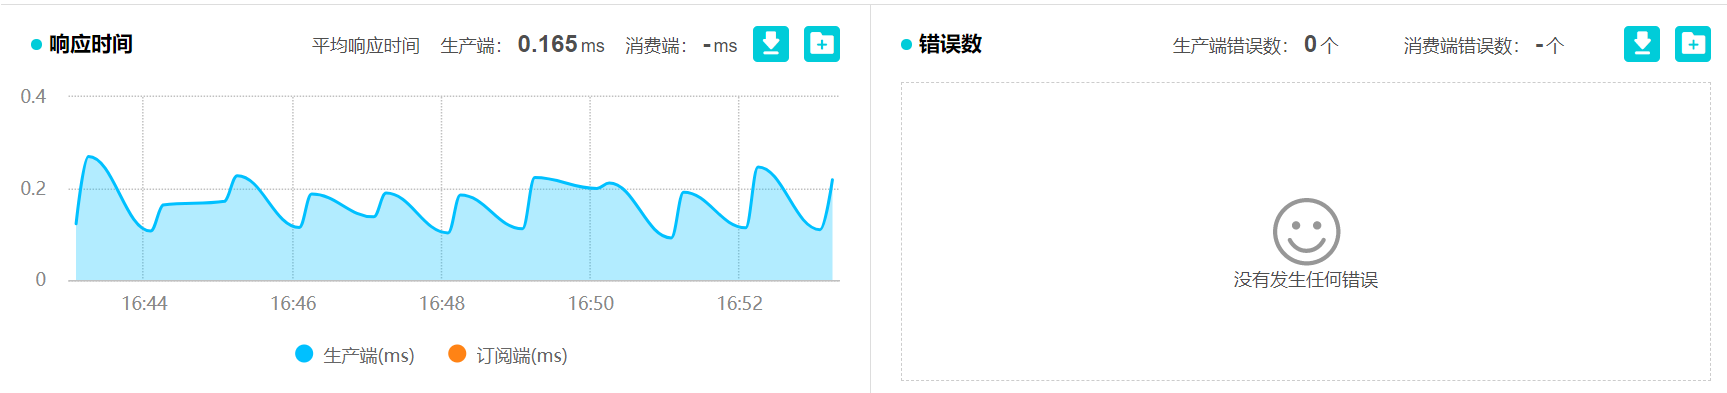 响应时间
平均响应时间 生产端： 0.165 ms 消费端： - ms
0.4
0.2
0
16:44 16:46 16:48 16:50 16:52
生产端(ms) 订阅端(ms)
错误数
生产端错误数： 0 个 消费端错误数： - 个
没有发生任何错误